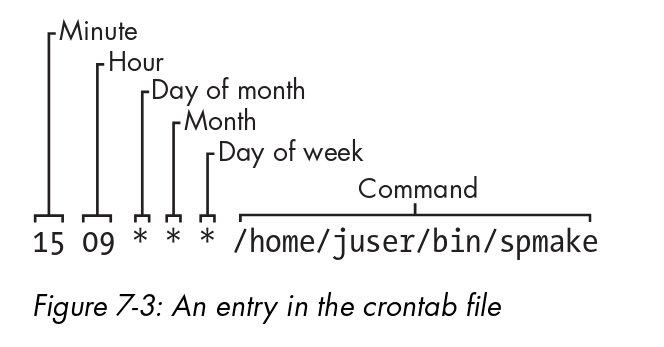 Minute
Hour
Day of month
Month
Day of week
Command
15 09 * * * /home/juser/bin/spmake
Figure 7-3: An entry in the crontab file